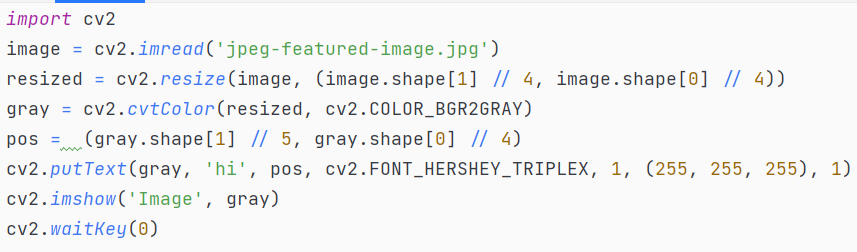 import cv2
image = cv2.imread('jpeg-featured-image.jpg')
resized = cv2.resize(image, (image.shape[1] // 4, image.shape[0] // 4))
gray = cv2.cvtColor(resized, cv2.COLOR_BGR2GRAY)
pos =  (gray.shape[1] // 5, gray.shape[0] // 4)
cv2.putText(gray, 'hi', pos, cv2.FONT_HERSHEY_TRIPLEX, 1, (255, 255, 255), 1)
cv2.imshow('Image', gray)
cv2.waitKey(0)